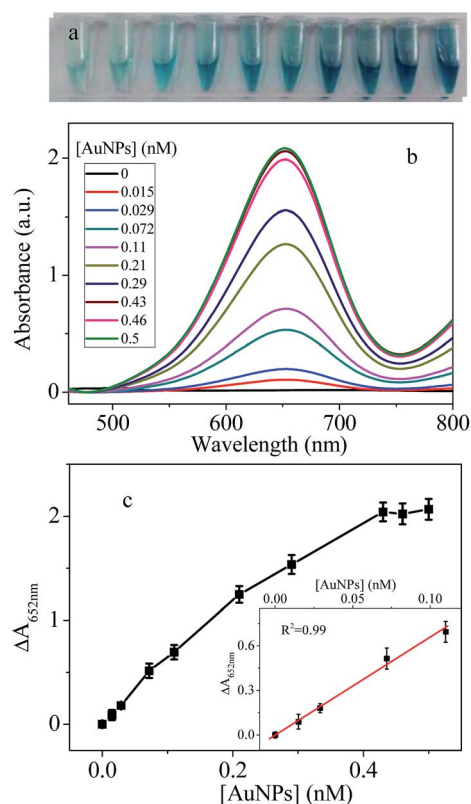 a
[AuNPs] (nM)
b
0
0.015
0.029
0.072
0.11
0.21
0.29
0.43
0.46
0.5
2
1
0
Absorbance (a.u.)
500 600 700 800
Wavelength (nm)
c
2
1
0
ΔA652nm
0.0 0.2 0.4
[AuNPs] (nM)
[AuNPs] (nM)
0.00 0.05 0.10
R²=0.99
0.6
0.3
0.0
ΔA652nm